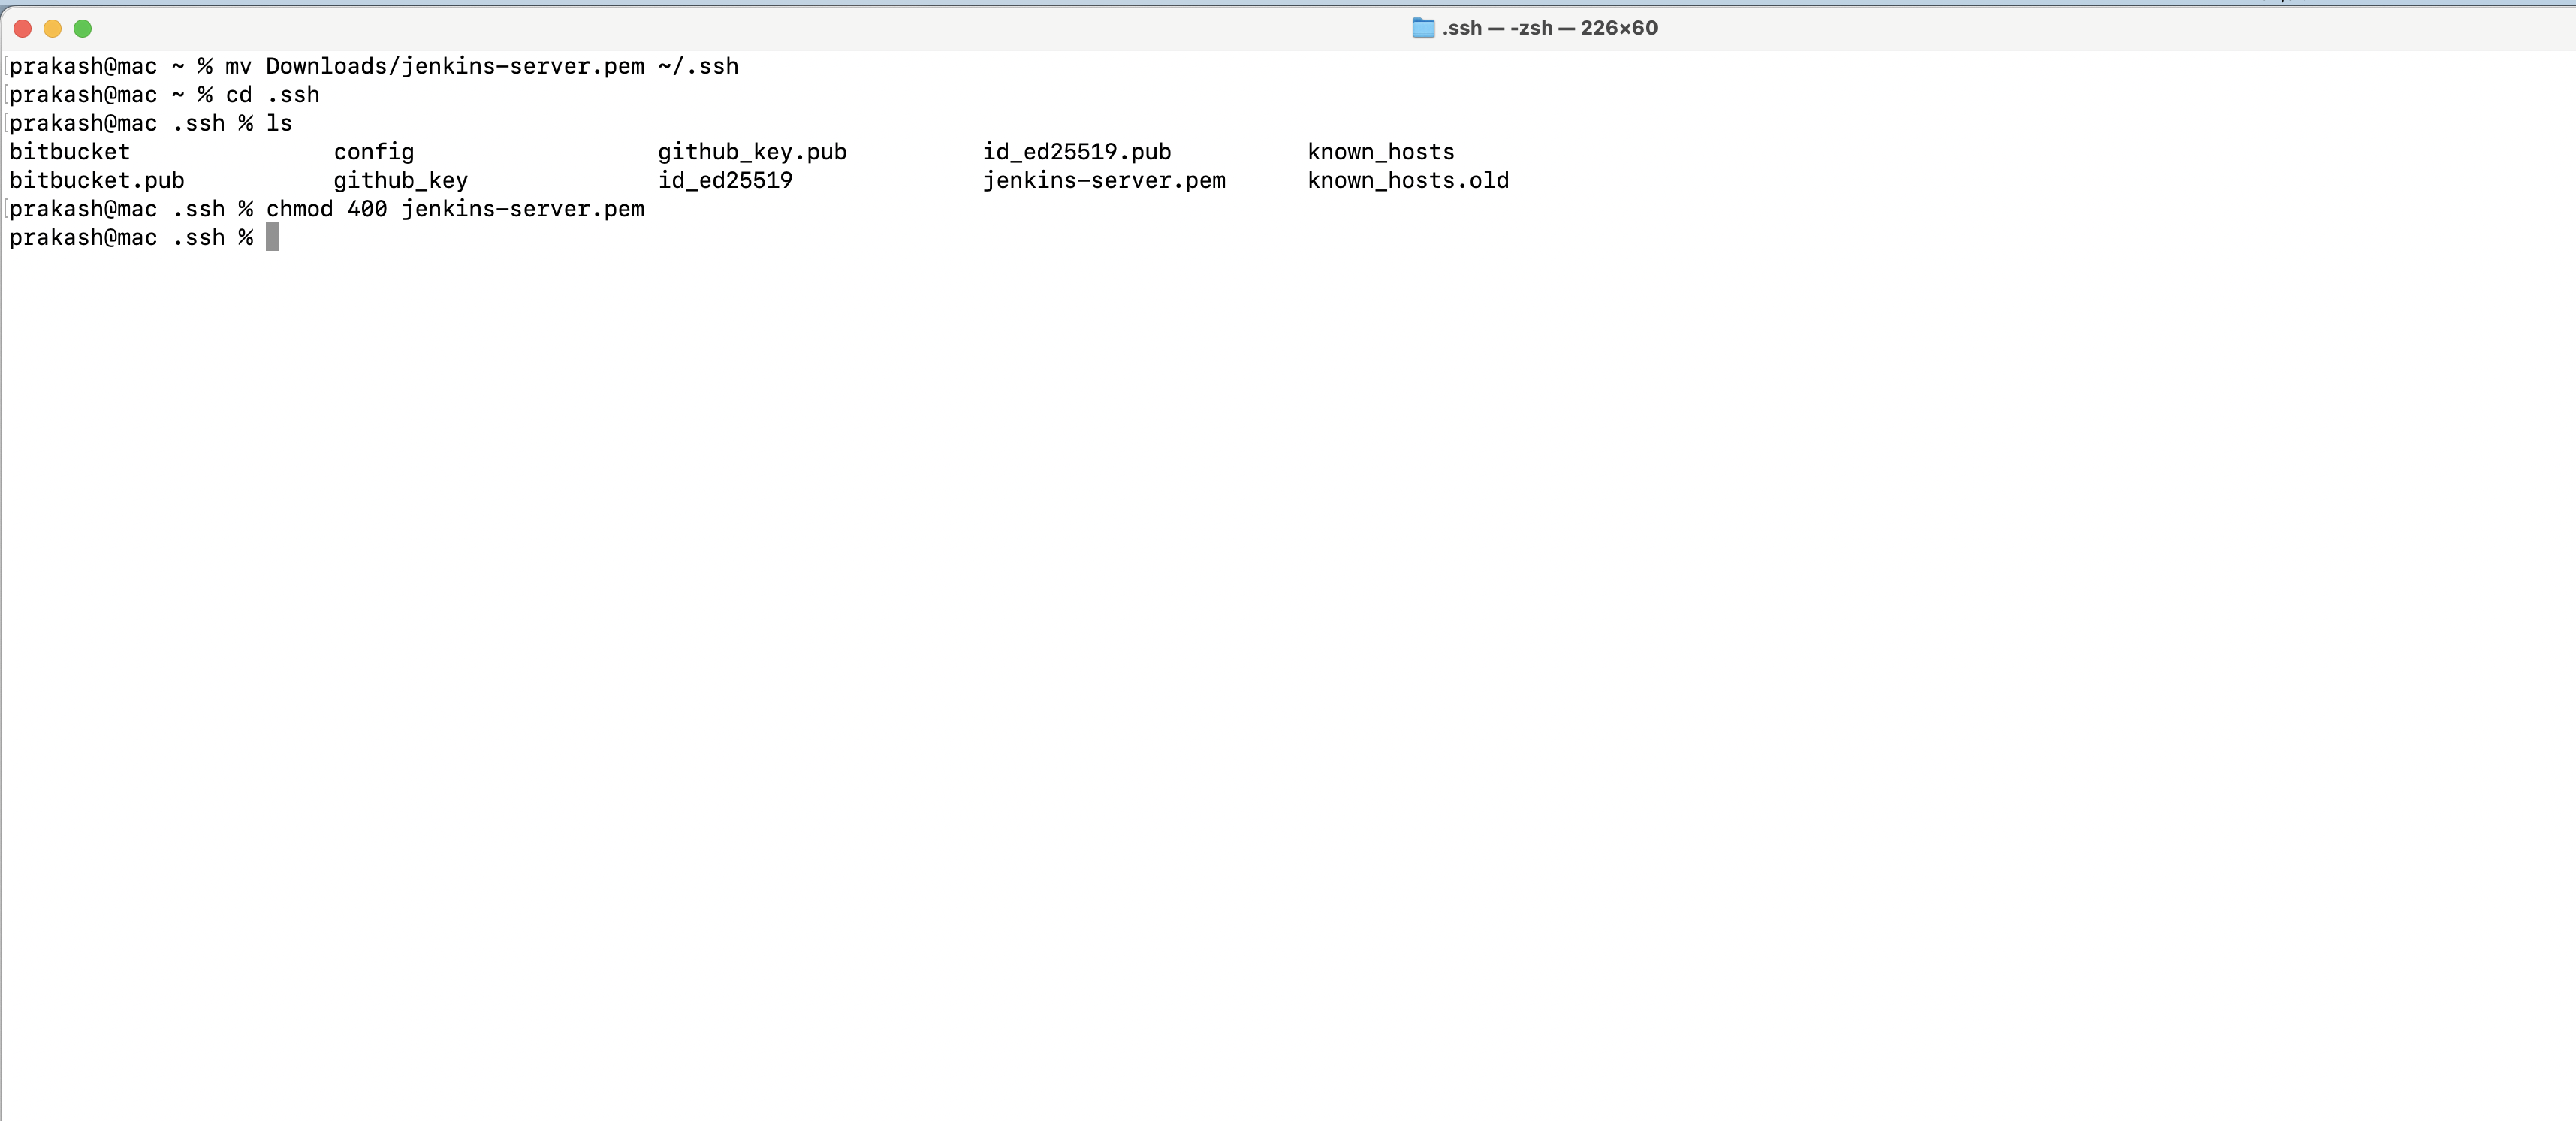 .ssh — -zsh — 226×60
prakash@mac ~ % mv Downloads/jenkins-server.pem ~/.ssh
prakash@mac ~ % cd .ssh
prakash@mac .ssh % ls
bitbucket config github_key.pub id_ed25519.pub known_hosts
bitbucket.pub github_key id_ed25519 jenkins-server.pem known_hosts.old
prakash@mac .ssh % chmod 400 jenkins-server.pem
prakash@mac .ssh %